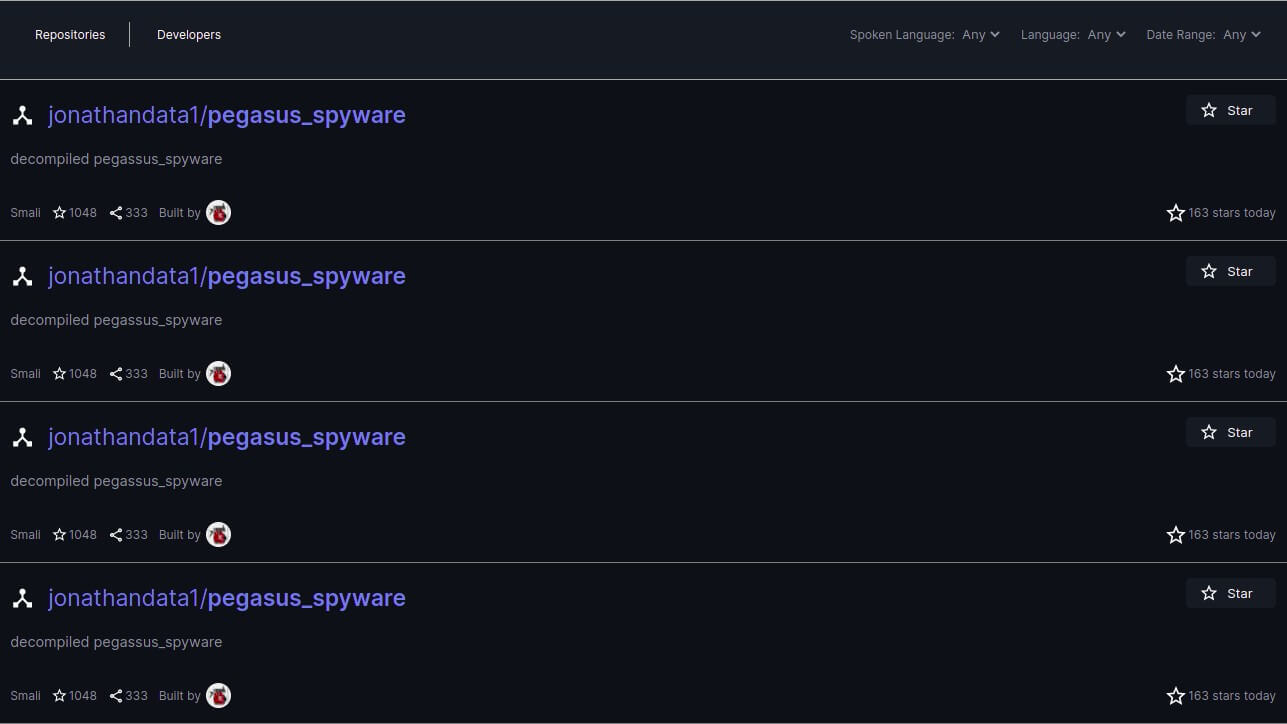 Repositories Developers Spoken Language: Any Language: Any Date Range: Any
jonathandata1/pegasus_spyware Star
decompiled pegassus_spyware
Smali 1048 333 Built by 163 stars today
jonathandata1/pegasus_spyware Star
decompiled pegassus_spyware
Smali 1048 333 Built by 163 stars today
jonathandata1/pegasus_spyware Star
decompiled pegassus_spyware
Smali 1048 333 Built by 163 stars today
jonathandata1/pegasus_spyware Star
decompiled pegassus_spyware
Smali 1048 333 Built by 163 stars today